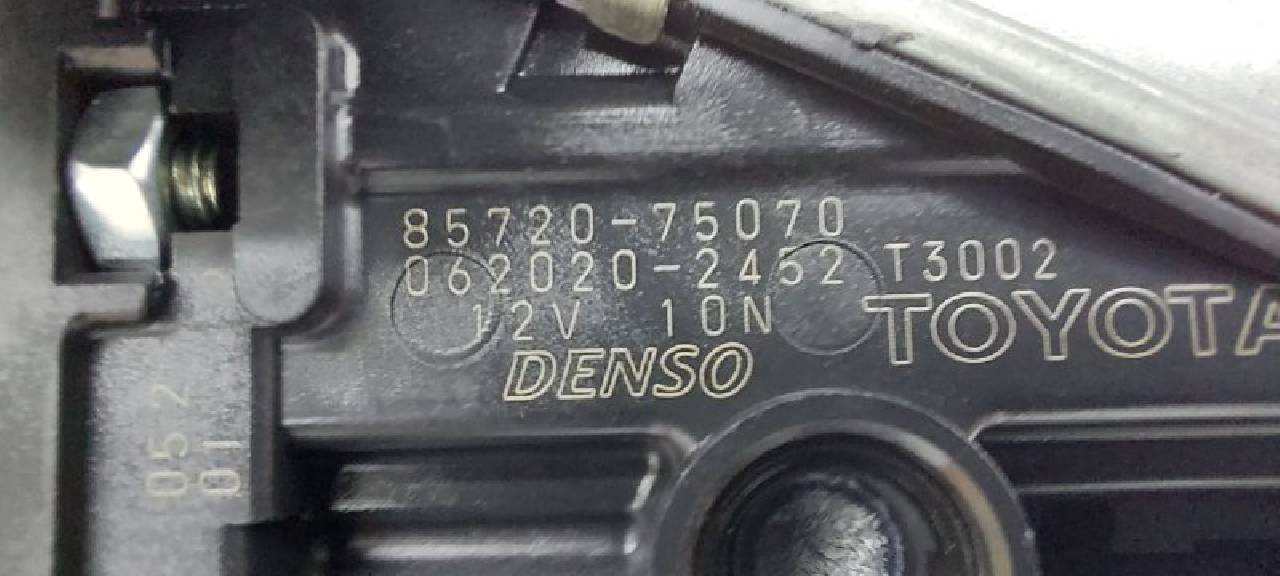 85720-75070
062020-2452 T3002
12V 10N TOYOTA
DENSO
052
01